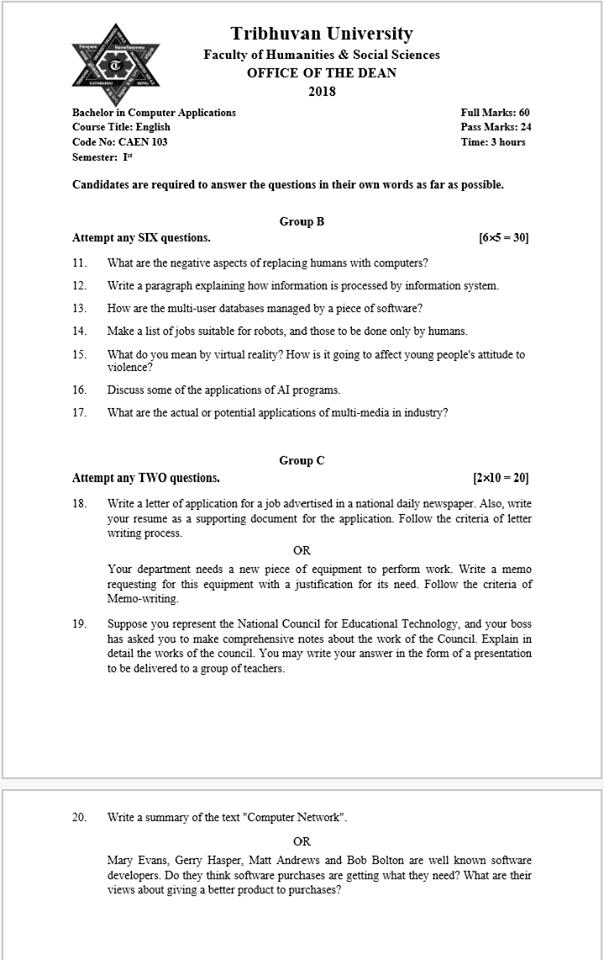 Tribhuvan University
Faculty of Humanities & Social Sciences
OFFICE OF THE DEAN
2018
Bachelor in Computer Applications
Course Title: English
Code No: CAEN 103
Semester: Ist
Full Marks: 60
Pass Marks: 24
Time: 3 hours
Candidates are required to answer the questions in their own words as far as possible.
Group B
Attempt any SIX questions. [6×5 = 30]
11. What are the negative aspects of replacing humans with computers?
12. Write a paragraph explaining how information is processed by information system.
13. How are the multi-user databases managed by a piece of software?
14. Make a list of jobs suitable for robots, and those to be done only by humans.
15. What do you mean by virtual reality? How is it going to affect young people's attitude to
violence?
16. Discuss some of the applications of AI programs.
17. What are the actual or potential applications of multi-media in industry?
Group C
Attempt any TWO questions. [2×10 = 20]
18. Write a letter of application for a job advertised in a national daily newspaper. Also, write
your resume as a supporting document for the application. Follow the criteria of letter
writing process.
OR
Your department needs a new piece of equipment to perform work. Write a memo
requesting for this equipment with a justification for its need. Follow the criteria of
Memo-writing.
19. Suppose you represent the National Council for Educational Technology, and your boss
has asked you to make comprehensive notes about the work of the Council. Explain in
detail the works of the council. You may write your answer in the form of a presentation
to be delivered to a group of teachers.
20. Write a summary of the text "Computer Network".
OR
Mary Evans, Gerry Hasper, Matt Andrews and Bob Bolton are well known software
developers. Do they think software purchases are getting what they need? What are their
views about giving a better product to purchases?